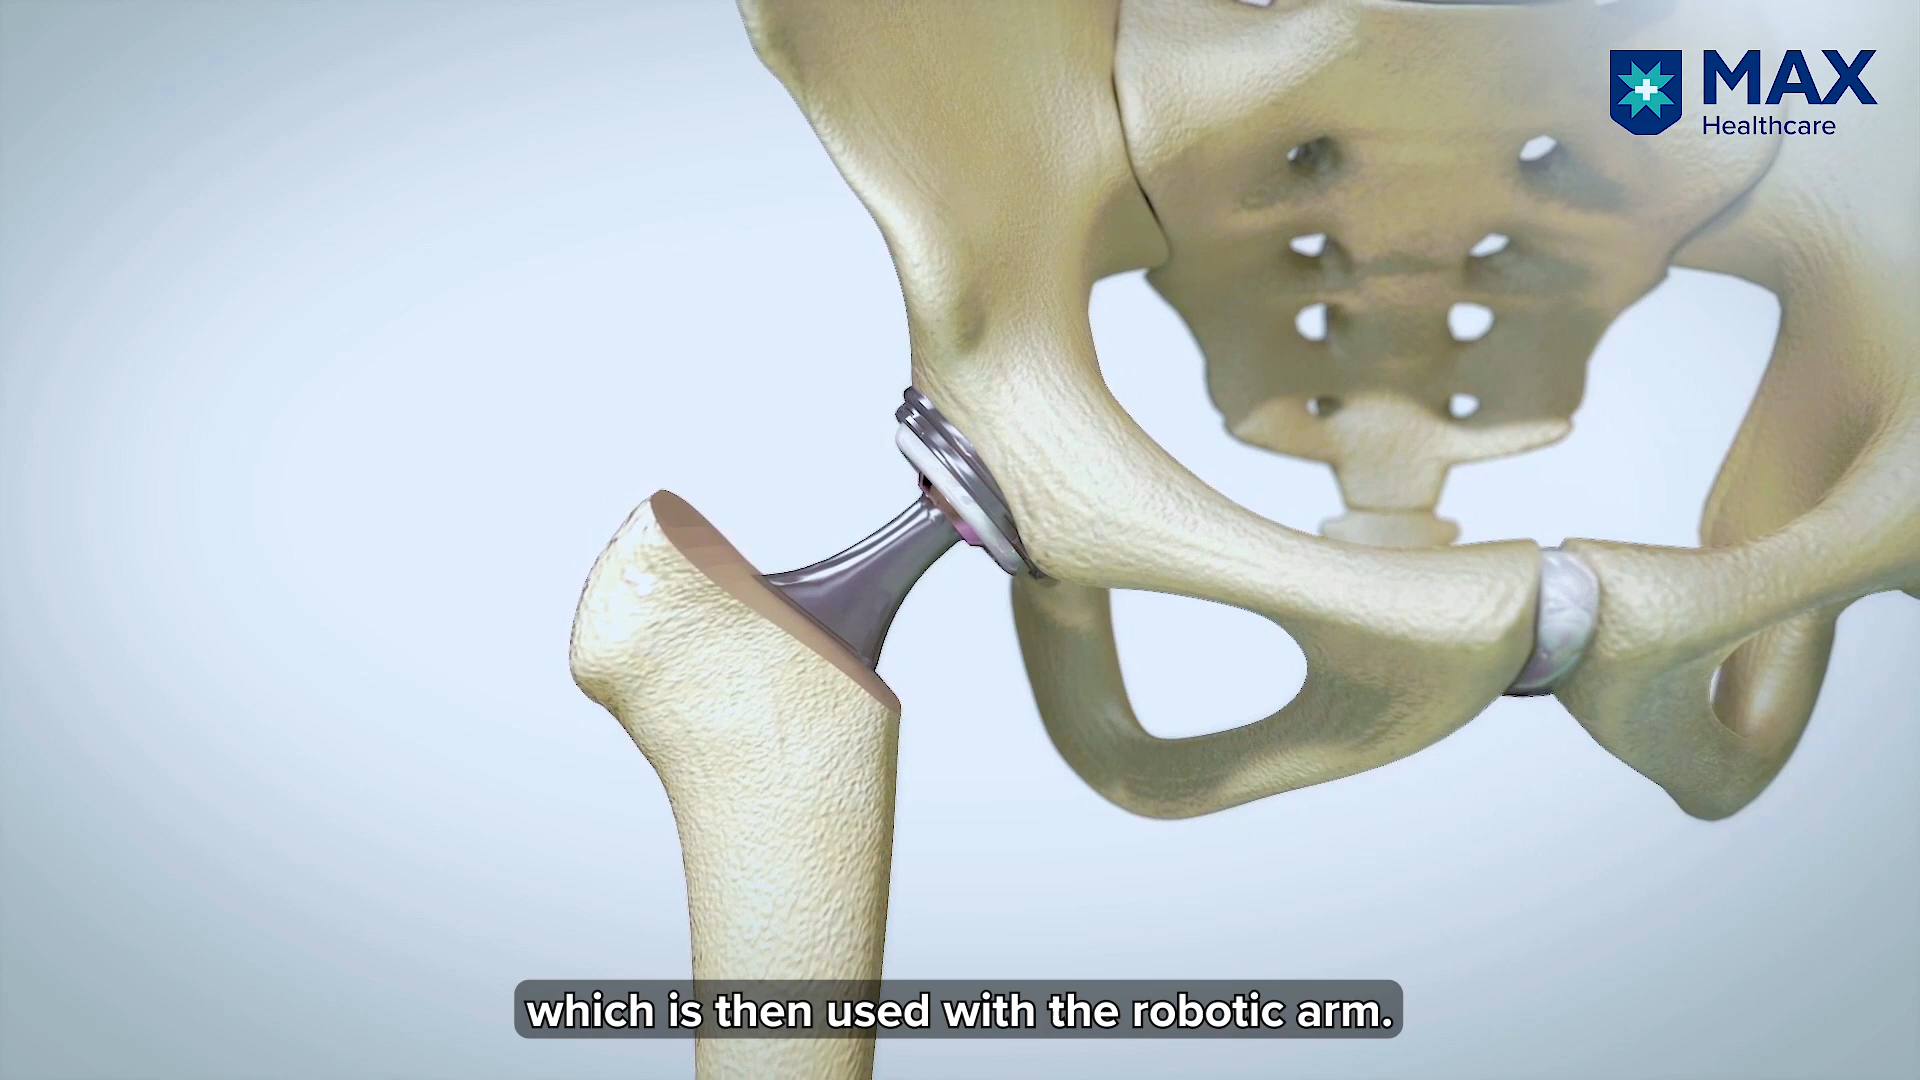 MAX
Healthcare
which is then used with the robotic arm.